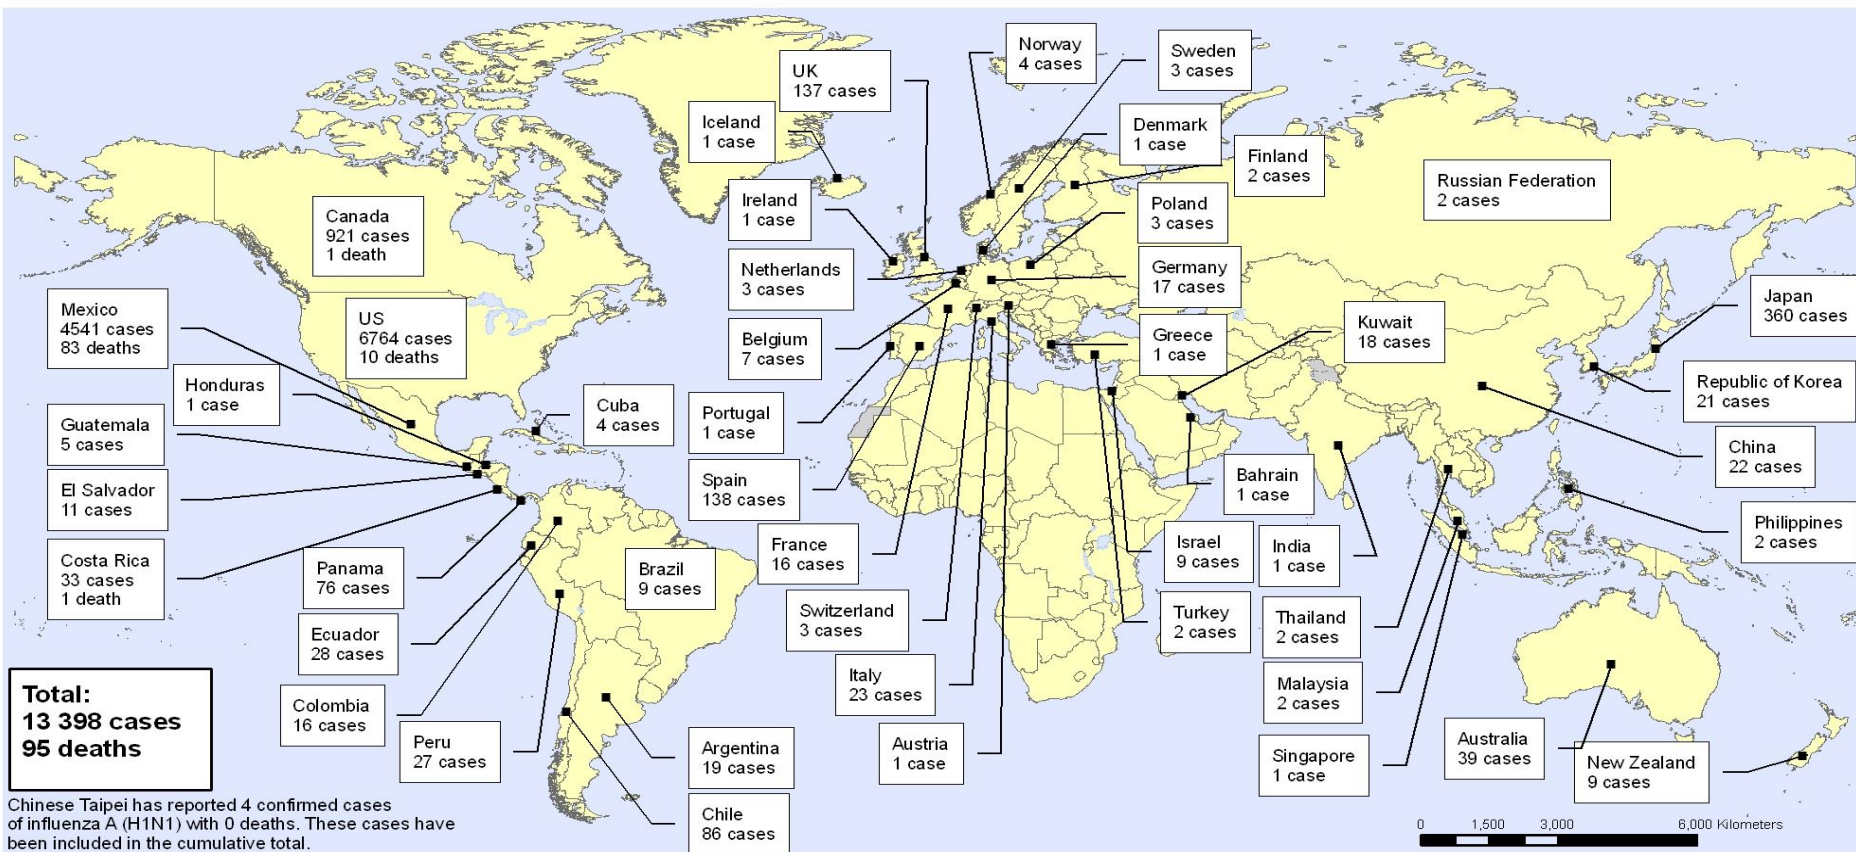 Norway
4 cases
Sweden
3 cases
UK
137 cases
Iceland
1 case
Denmark
1 case
Finland
2 cases
Russian Federation
2 cases
Canada
921 cases
1 death
Ireland
1 case
Poland
3 cases
Netherlands
3 cases
Germany
17 cases
Mexico
4541 cases
83 deaths
US
6764 cases
10 deaths
Japan
360 cases
Belgium
7 cases
Greece
1 case
Kuwait
18 cases
Honduras
1 case
Republic of Korea
21 cases
Cuba
4 cases
Portugal
1 case
Guatemala
5 cases
China
22 cases
Spain
138 cases
Bahrain
1 case
El Salvador
11 cases
Philippines
2 cases
France
16 cases
Israel
9 cases
India
1 case
Costa Rica
33 cases
1 death
Panama
76 cases
Brazil
9 cases
Switzerland
3 cases
Turkey
2 cases
Thailand
2 cases
Ecuador
28 cases
Italy
23 cases
Malaysia
2 cases
Total:
13 398 cases
95 deaths
Colombia
16 cases
Peru
27 cases
Argentina
19 cases
Austria
1 case
Singapore
1 case
Australia
39 cases
New Zealand
9 cases
Chinese Taipei has reported 4 confirmed cases
of influenza A (H1N1) with 0 deaths. These cases have
been included in the cumulative total.
Chile
86 cases
0 1,500 3,000 6,000 Kilometers